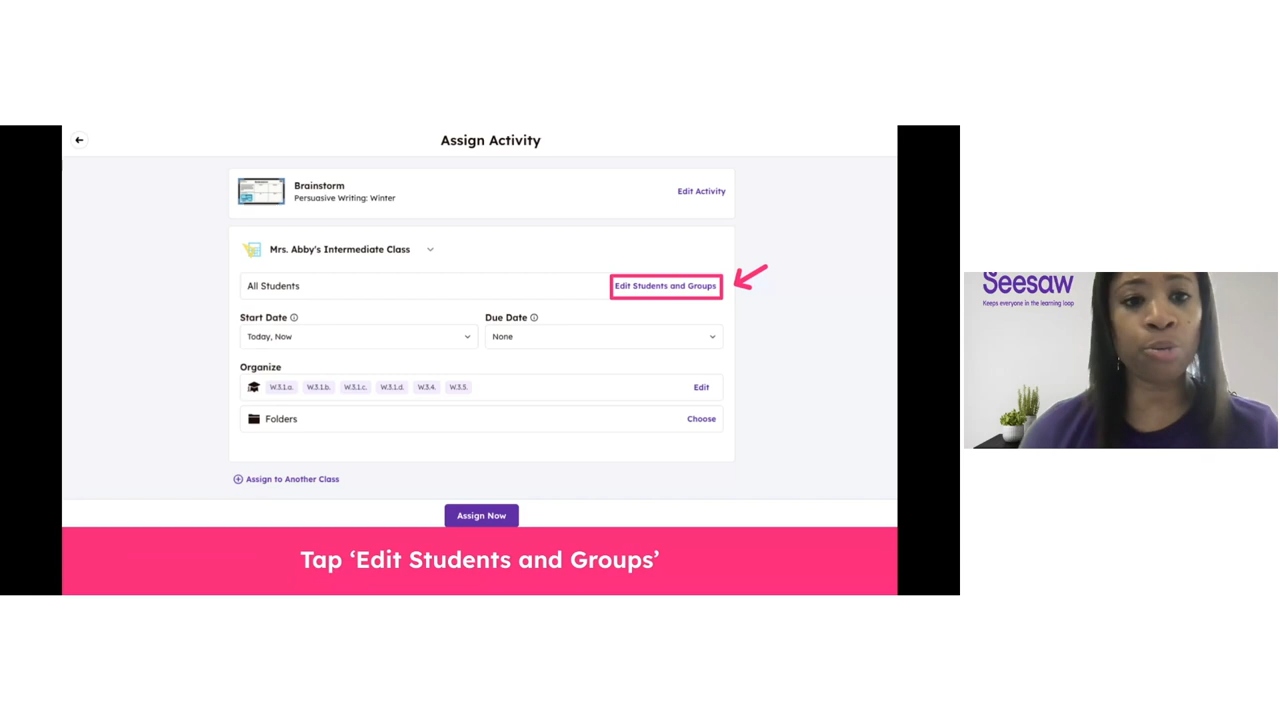 Assign Activity
Brainstorm
Persuasive Writing: Winter
Edit Activity
Mrs. Abby's Intermediate Class
All Students
Edit Students and Groups
Start Date
Due Date
Today, Now
None
Organize
W.3.1.a. W.3.1.b. W.3.1.c. W.3.1.d. W.3.4. W.3.5.
Edit
Folders
Choose
Assign to Another Class
Assign Now
Tap ‘Edit Students and Groups’
Seesaw
Keeps everyone in the learning loop